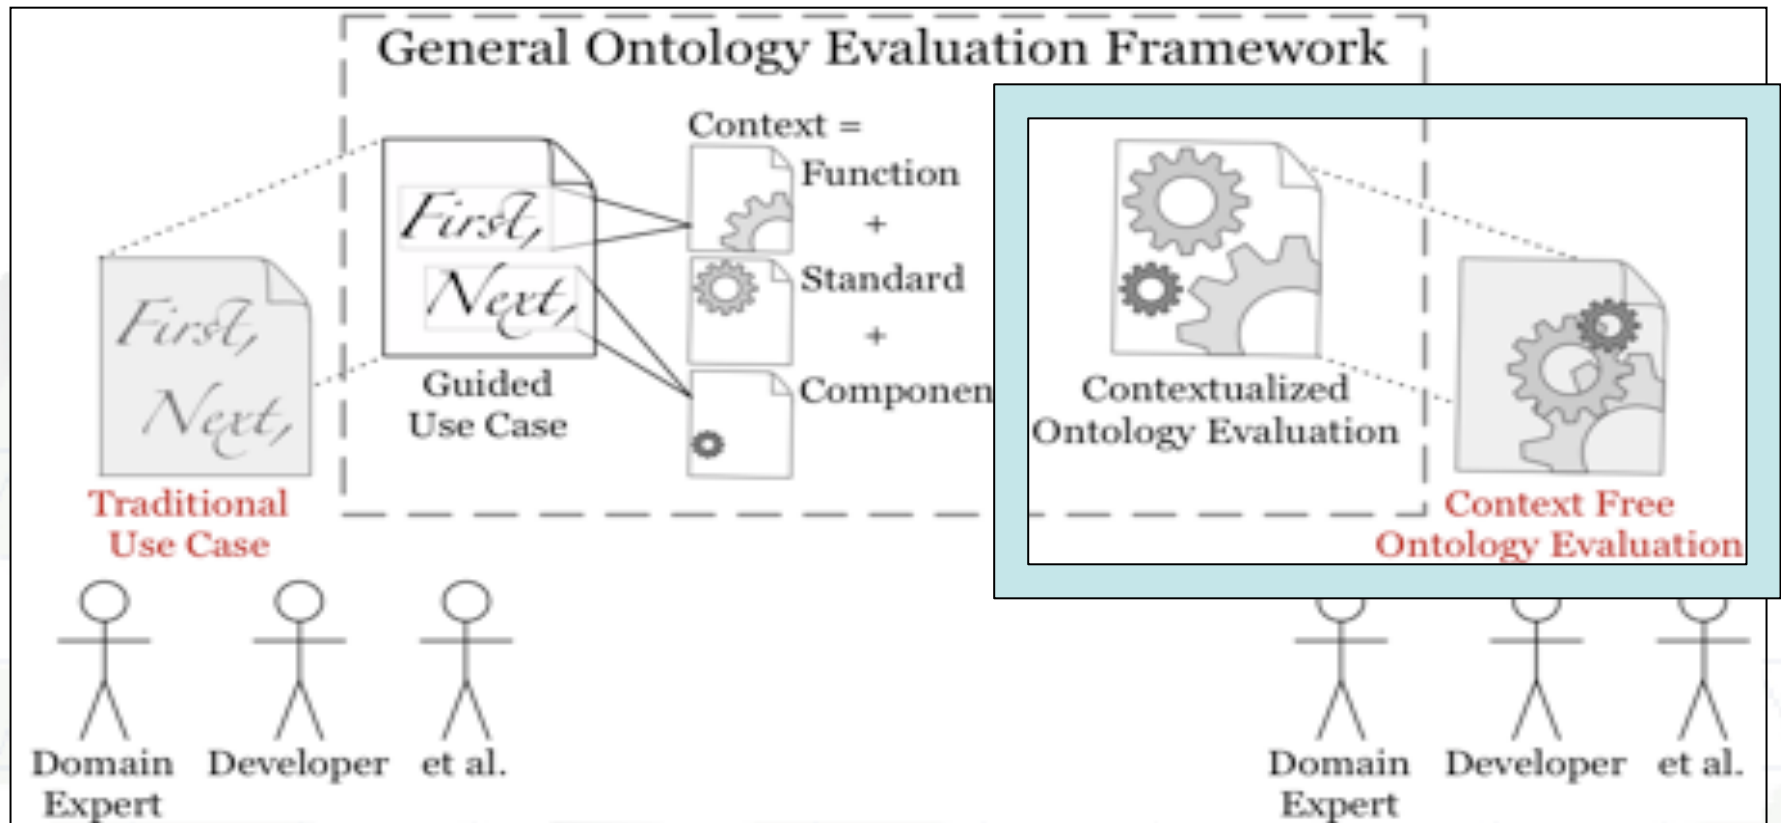 General Ontology Evaluation Framework
Context =
Function
+
Standard
+
Componen
First,
Next,
Guided
Use Case
First,
Next,
Traditional
Use Case
Contextualized
Ontology Evaluation
Context Free
Ontology Evaluation
Domain
Expert
Developer
et al.
Domain
Expert
Developer
et al.